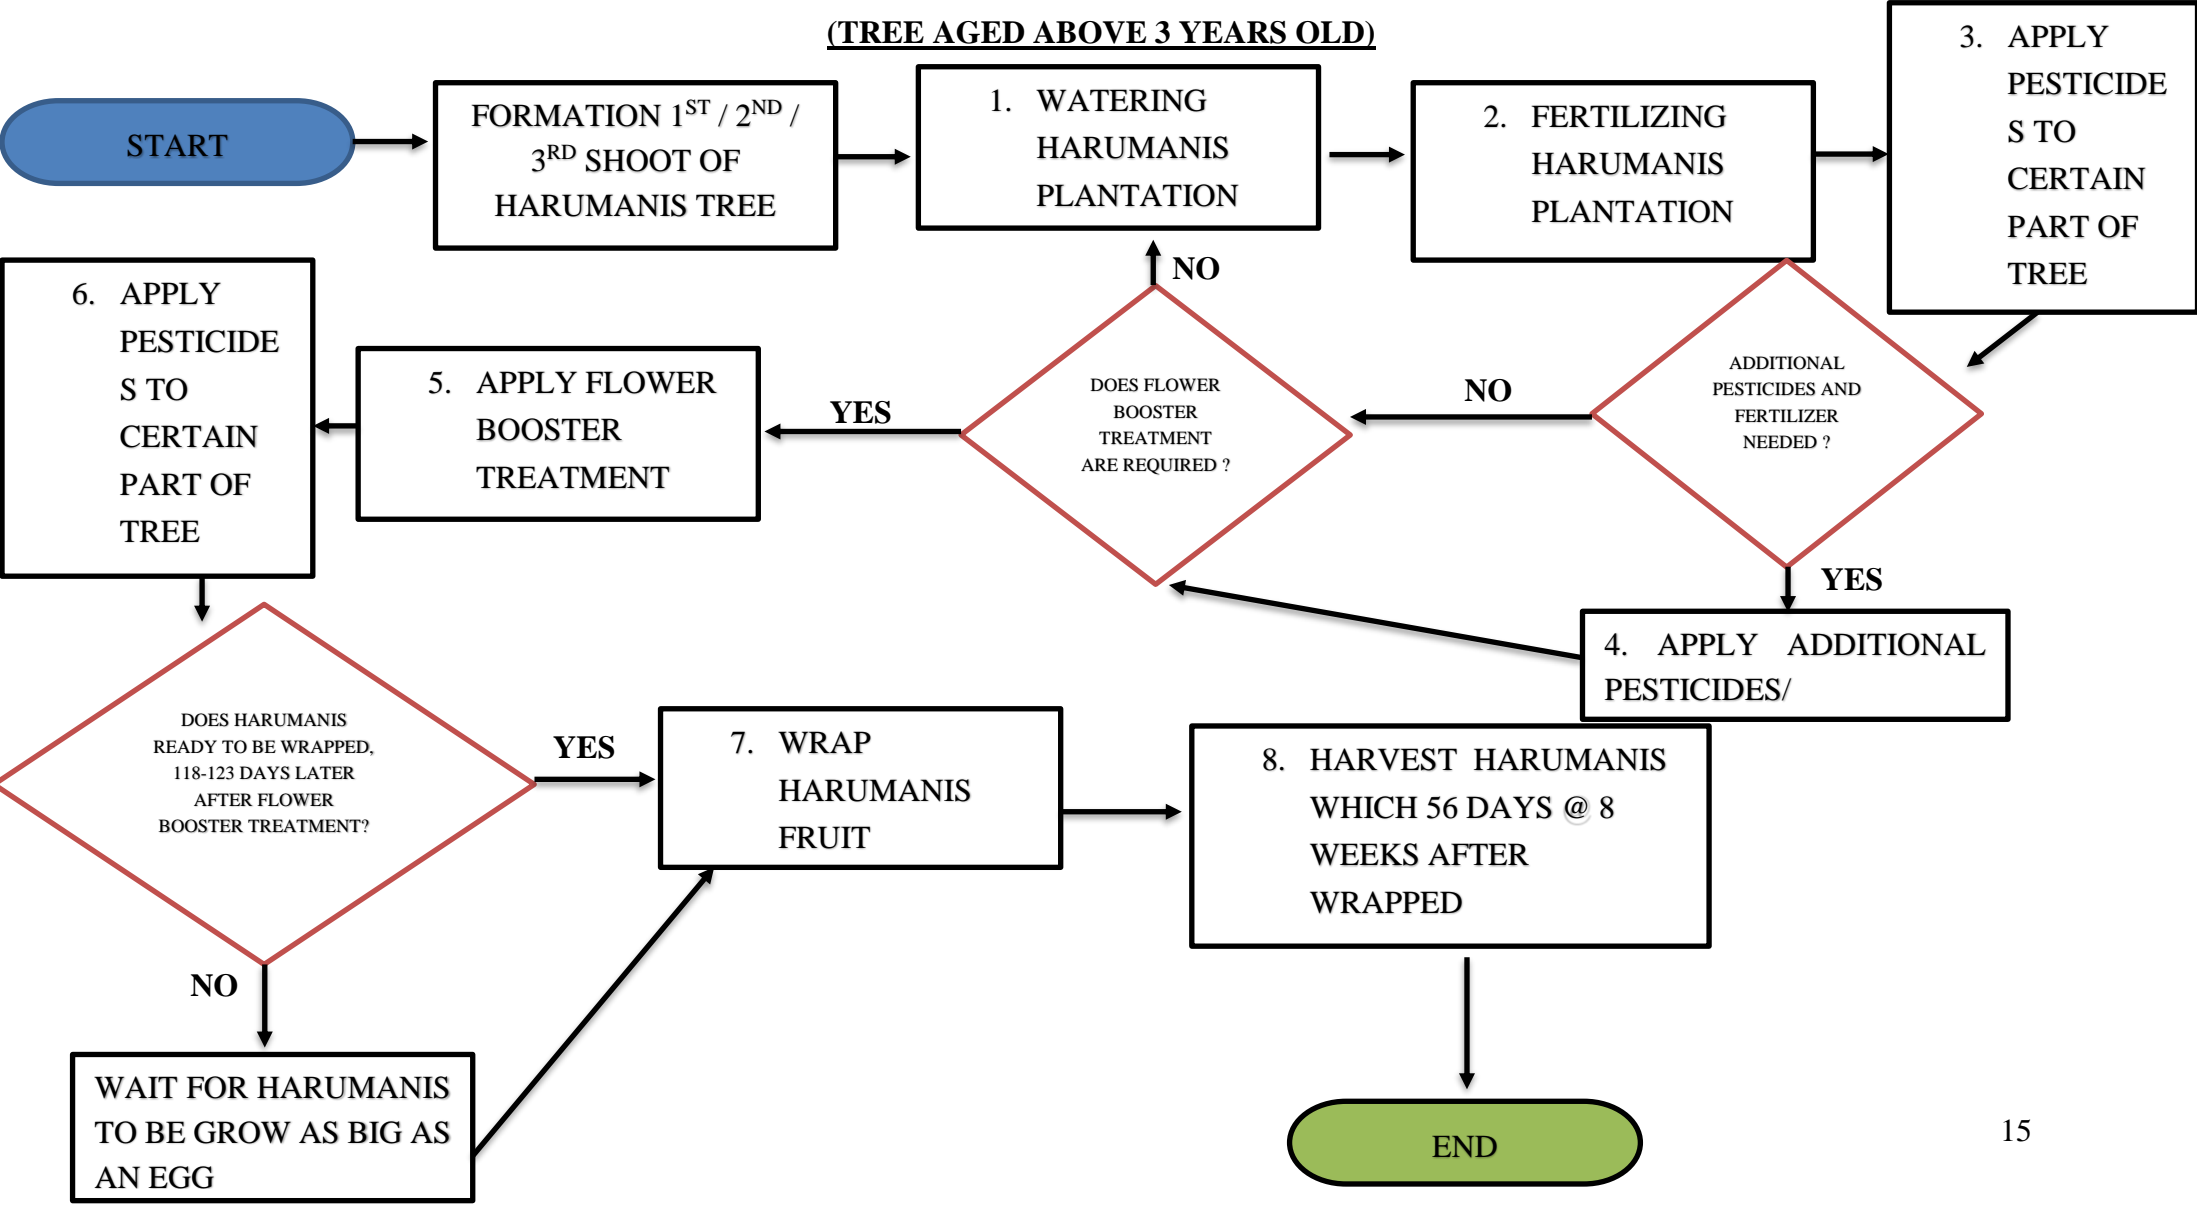 (TREE AGED ABOVE 3 YEARS OLD)
START
FORMATION 1ST / 2ND /
3RD SHOOT OF
HARUMANIS TREE
1. WATERING
HARUMANIS
PLANTATION
2. FERTILIZING
HARUMANIS
PLANTATION
3. APPLY
PESTICIDE
S TO
CERTAIN
PART OF
TREE
ADDITIONAL
PESTICIDES AND
FERTILIZER
NEEDED ?
NO
YES
4. APPLY ADDITIONAL
PESTICIDES/
DOES FLOWER
BOOSTER
TREATMENT
ARE REQUIRED ?
NO
YES
5. APPLY FLOWER
BOOSTER
TREATMENT
6. APPLY
PESTICIDE
S TO
CERTAIN
PART OF
TREE
DOES HARUMANIS
READY TO BE WRAPPED,
118-123 DAYS LATER
AFTER FLOWER
BOOSTER TREATMENT?
YES
NO
WAIT FOR HARUMANIS
TO BE GROW AS BIG AS
AN EGG
7. WRAP
HARUMANIS
FRUIT
8. HARVEST HARUMANIS
WHICH 56 DAYS @ 8
WEEKS AFTER
WRAPPED
END
15